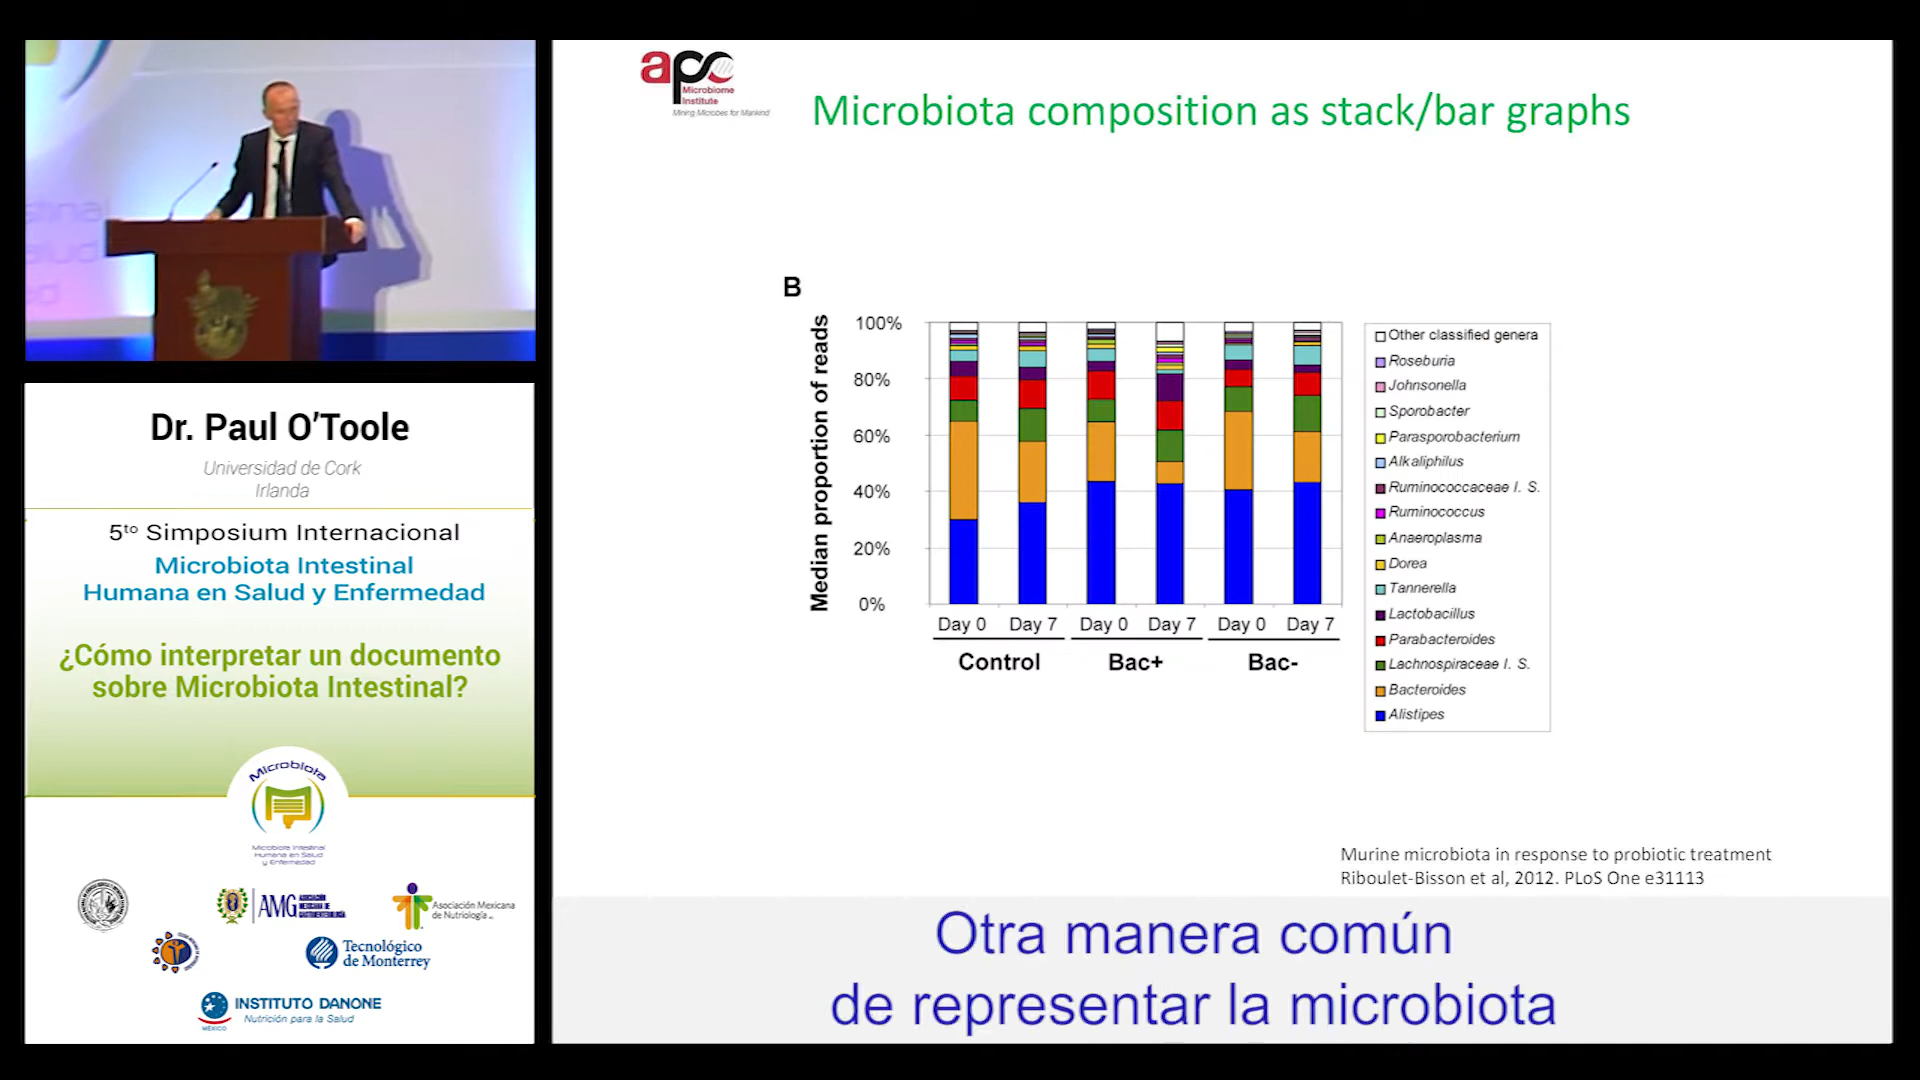 Dr. Paul O'Toole
Universidad de Cork
Irlanda
5to Simposium Internacional
Microbiota Intestinal
Humana en Salud y Enfermedad
¿Cómo interpretar un documento
sobre Microbiota Intestinal?
Microbiota
Microbiota Intestinal
Humana en Salud
y Enfermedad
AMG
Asociación Mexicana
de Nutriología
Tecnológico
de Monterrey
INSTITUTO DANONE
Nutrición para la Salud
MÉXICO
apc
Microbiome
Institute
Mining Microbes for Mankind
Microbiota composition as stack/bar graphs
B
Median proportion of reads
100%
80%
60%
40%
20%
0%
Day 0 Day 7 Day 0 Day 7 Day 0 Day 7
Control Bac+ Bac-
Other classified genera
Roseburia
Johnsonella
Sporobacter
Parasporobacterium
Alkaliphilus
Ruminococcaceae I. S.
Ruminococcus
Anaeroplasma
Dorea
Tannerella
Lactobacillus
Parabacteroides
Lachnospiraceae I. S.
Bacteroides
Alistipes
Murine microbiota in response to probiotic treatment
Riboulet-Bisson et al, 2012. PLoS One e31113
Otra manera común
de representar la microbiota